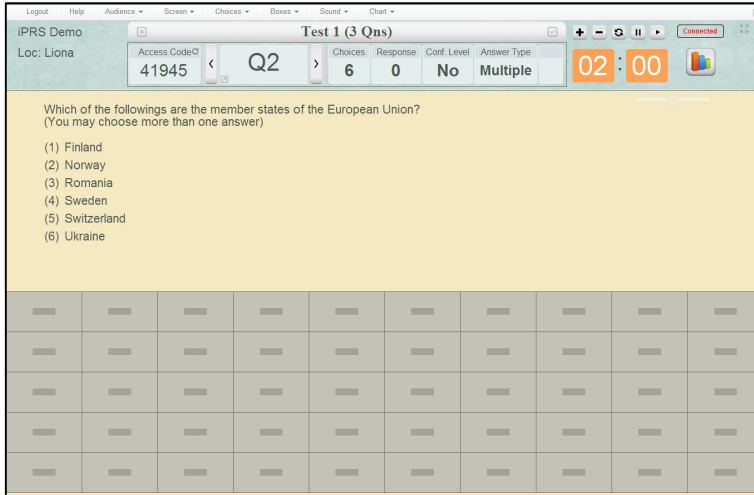 Logout Help Audience Screen Choices Boxes Sound Chart
iPRS Demo
Test 1 (3 Qns)
Connected
Loc: Liona
Access Code
41945
Q2
Choices
6
Response
0
Conf. Level
No
Answer Type
Multiple
02 : 00
Which of the followings are the member states of the European Union?
(You may choose more than one answer)
(1) Finland
(2) Norway
(3) Romania
(4) Sweden
(5) Switzerland
(6) Ukraine